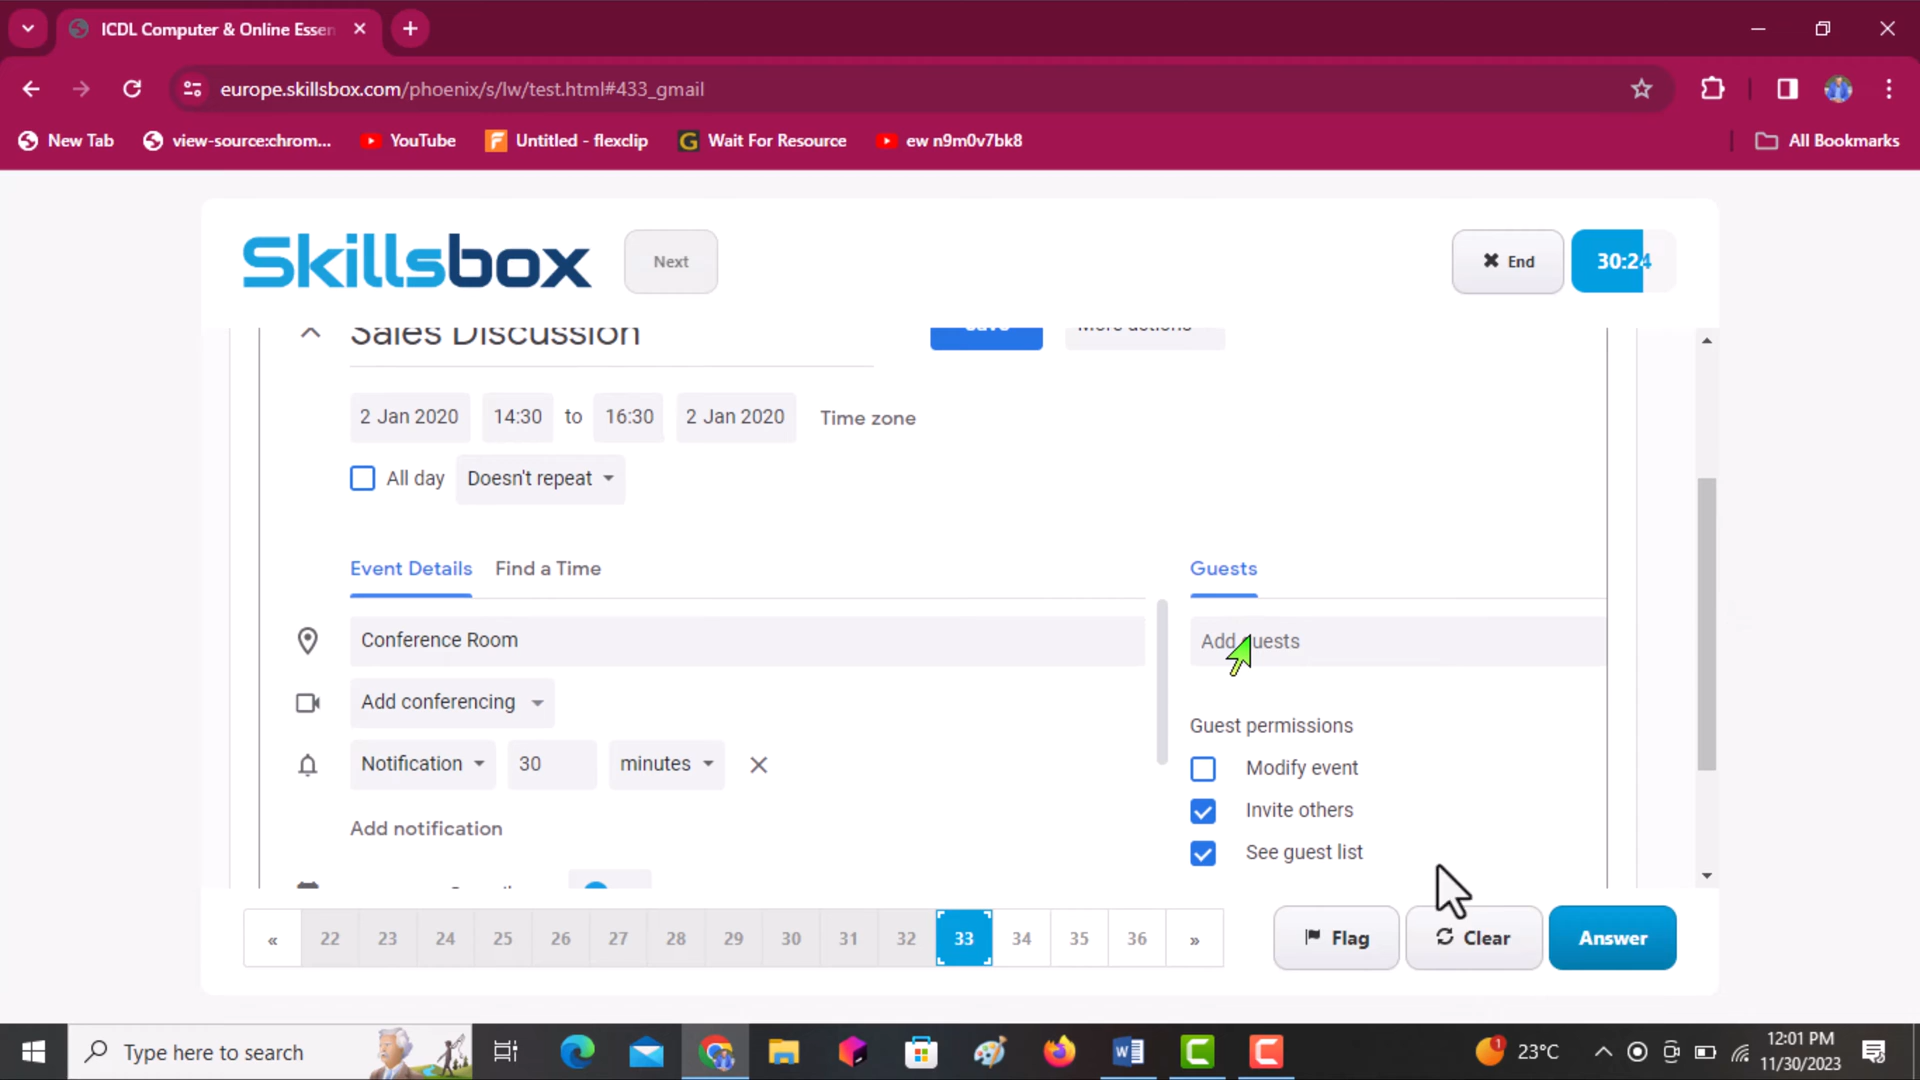 ICDL Computer & Online Essen
europe.skillsbox.com/phoenix/s/lw/test.html#433_gmail
New Tab
view-source:chrom...
YouTube
Untitled - flexclip
Wait For Resource
ew n9m0v7bk8
All Bookmarks
Skillsbox
Next
End
30:24
Sales Discussion
Save
More actions
2 Jan 2020 14:30 to 16:30 2 Jan 2020 Time zone
All day Doesn't repeat
Event Details Find a Time
Guests
Conference Room
Add guests
Add conferencing
Guest permissions
Notification 30 minutes
Modify event
Invite others
Add notification
See guest list
« 22 23 24 25 26 27 28 29 30 31 32 33 34 35 36 »
Flag
Clear
Answer
Type here to search
1
23°C
12:01 PM
11/30/2023